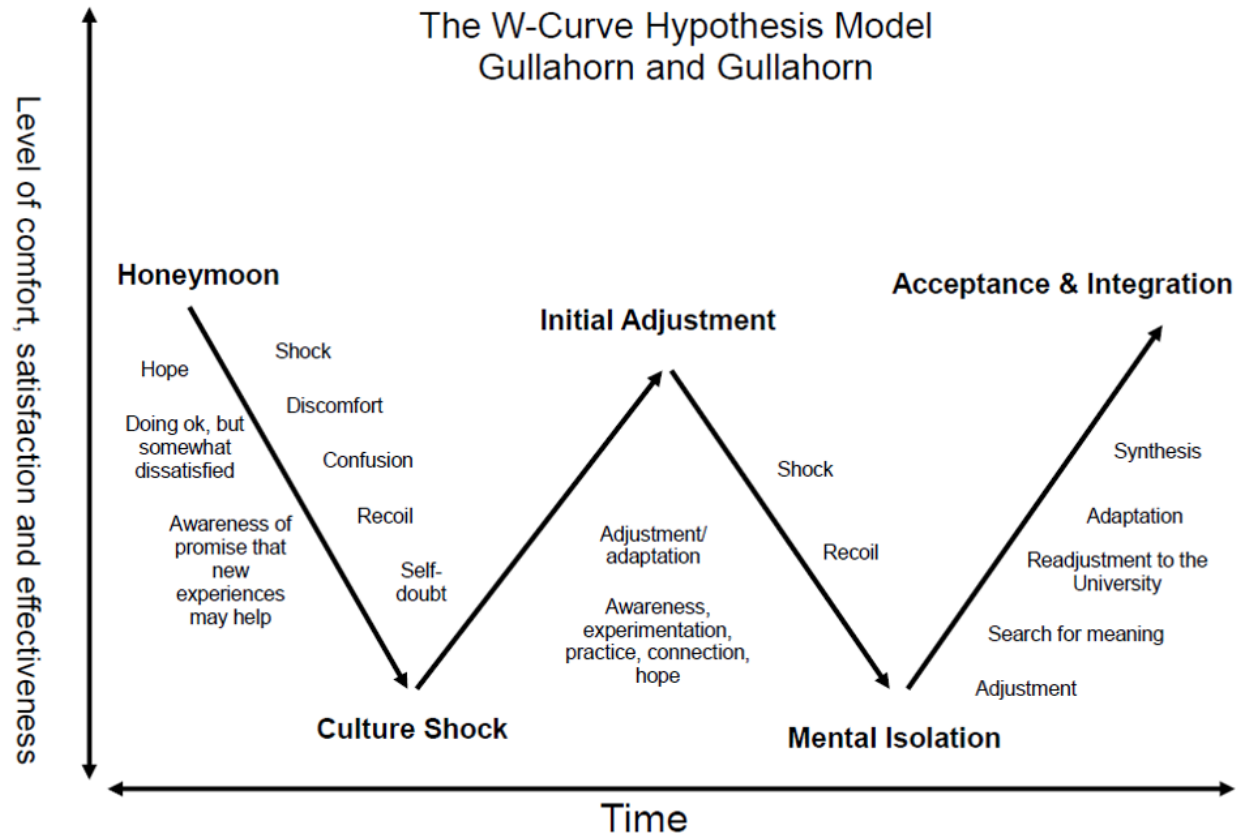 The W-Curve Hypothesis Model
Gullahorn and Gullahorn
Level of comfort, satisfaction and effectiveness
Honeymoon
Hope
Doing ok, but
somewhat
dissatisfied
Awareness of
promise that
new
experiences
may help
Shock
Discomfort
Confusion
Recoil
Self-
doubt
Culture Shock
Initial Adjustment
Adjustment/
adaptation
Awareness,
experimentation,
practice, connection,
hope
Shock
Recoil
Mental Isolation
Acceptance & Integration
Synthesis
Adaptation
Readjustment to the
University
Search for meaning
Adjustment
Time